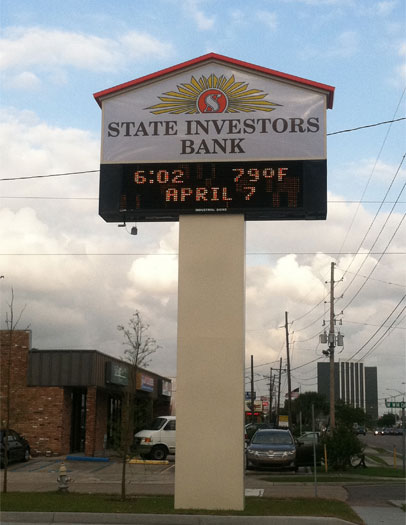 S
STATE INVESTORS
BANK
6:02 79°F
APRIL 7